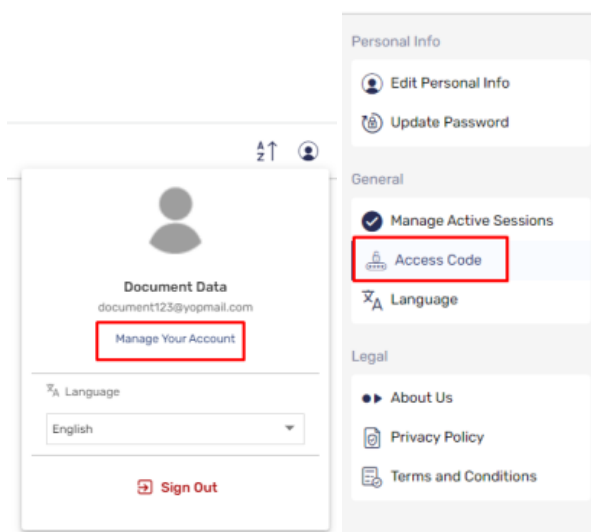 Document Data
document123@yopmail.com
Manage Your Account
Language
English
Sign Out
Personal Info
Edit Personal Info
Update Password
General
Manage Active Sessions
Access Code
Language
Legal
About Us
Privacy Policy
Terms and Conditions